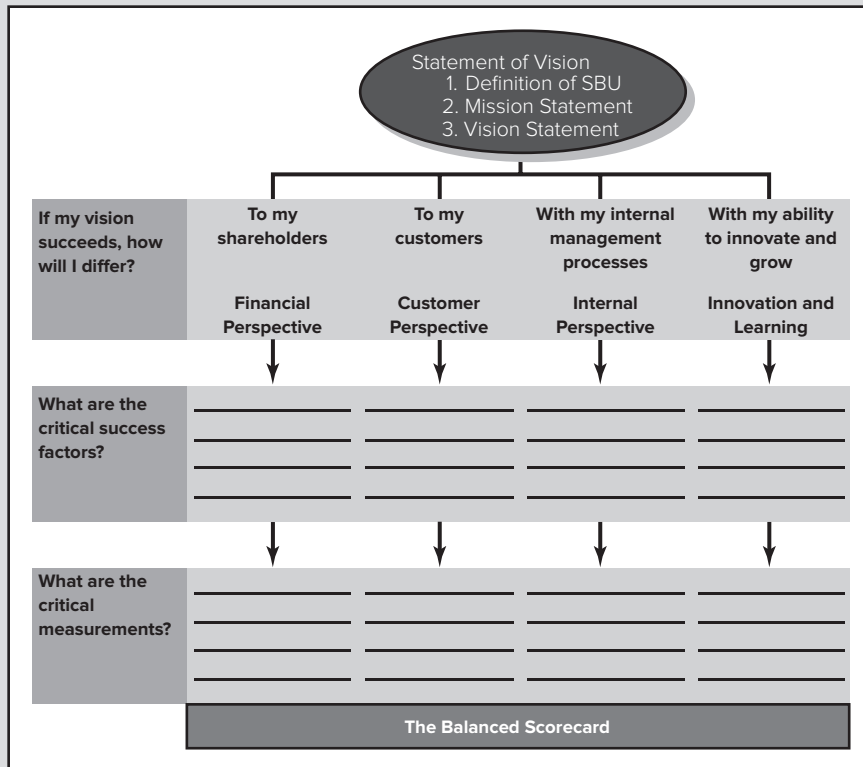 Statement of Vision
1. Definition of SBU
2. Mission Statement
3. Vision Statement
If my vision
succeeds, how
will I differ?
To my
shareholders
Financial
Perspective
To my
customers
Customer
Perspective
With my internal
management
processes
Internal
Perspective
With my ability
to innovate and
grow
Innovation and
Learning
What are the
critical success
factors?
What are the
critical
measurements?
The Balanced Scorecard